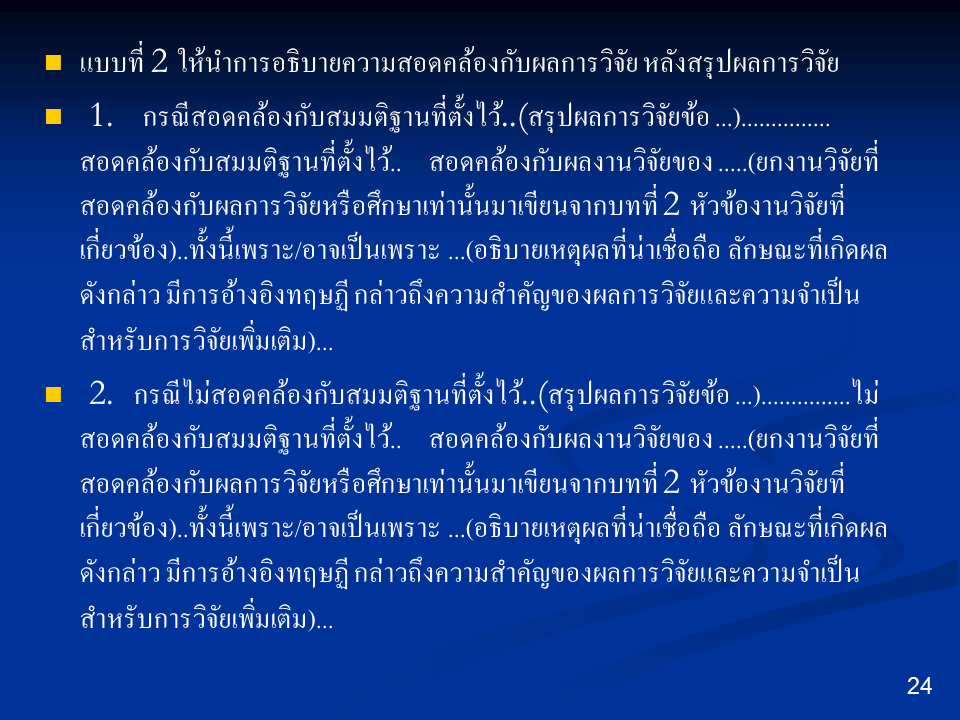 แบบที่ 2 ให้นำการอธิบายความสอดคล้องกับผลการวิจัย หลังสรุปผลการวิจัย
1. กรณีสอดคล้องกับสมมติฐานที่ตั้งไว้..(สรุปผลการวิจัยข้อ ...)...............
สอดคล้องกับสมมติฐานที่ตั้งไว้.. สอดคล้องกับผลงานวิจัยของ .....(ยกงานวิจัยที่
สอดคล้องกับผลการวิจัยหรือศึกษาเท่านั้นมาเขียนจากบทที่ 2 หัวข้องานวิจัยที่
เกี่ยวข้อง)..ทั้งนี้เพราะ/อาจเป็นเพราะ ...(อธิบายเหตุผลที่น่าเชื่อถือ ลักษณะที่เกิดผล
ดังกล่าว มีการอ้างอิงทฤษฎี กล่าวถึงความสำคัญของผลการวิจัยและความจำเป็น
สำหรับการวิจัยเพิ่มเติม)...
2. กรณีไม่สอดคล้องกับสมมติฐานที่ตั้งไว้..(สรุปผลการวิจัยข้อ ...)...............ไม่
สอดคล้องกับสมมติฐานที่ตั้งไว้.. สอดคล้องกับผลงานวิจัยของ .....(ยกงานวิจัยที่
สอดคล้องกับผลการวิจัยหรือศึกษาเท่านั้นมาเขียนจากบทที่ 2 หัวข้องานวิจัยที่
เกี่ยวข้อง)..ทั้งนี้เพราะ/อาจเป็นเพราะ ...(อธิบายเหตุผลที่น่าเชื่อถือ ลักษณะที่เกิดผล
ดังกล่าว มีการอ้างอิงทฤษฎี กล่าวถึงความสำคัญของผลการวิจัยและความจำเป็น
สำหรับการวิจัยเพิ่มเติม)...
24